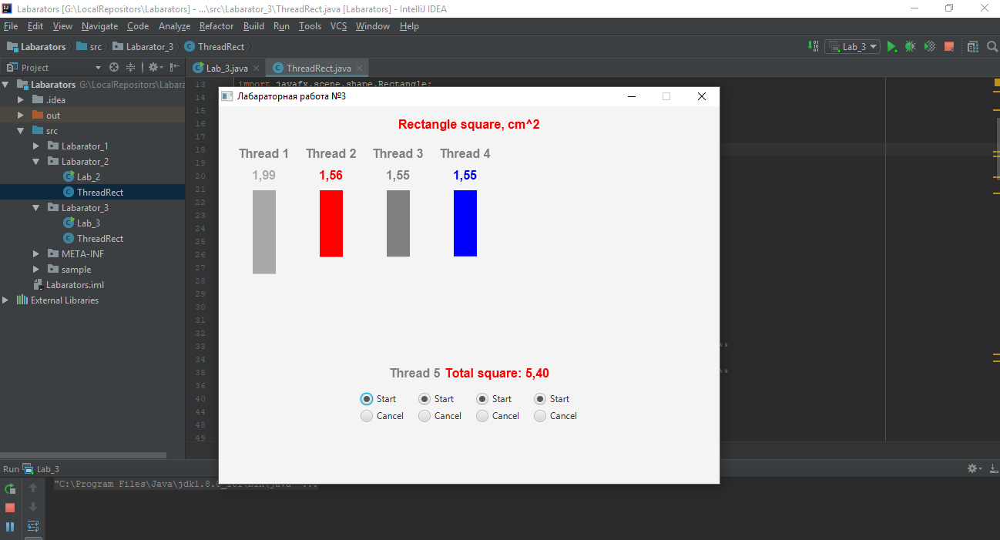 Labarators [G:\LocalRepositors\Labarators] - ...\src\Labarator_3\ThreadRect.java [Labarators] - IntelliJ IDEA
File Edit View Navigate Code Analyze Refactor Build Run Tools VCS Window Help
Labarators src Labarator_3 ThreadRect Lab_3
Project
Lab_3.java ThreadRect.java
Labarators G:\LocalRepositors\Labara
.idea
out
src
Labarator_1
Labarator_2
Lab_2
ThreadRect
Labarator_3
Lab_3
ThreadRect
META-INF
sample
Labarators.iml
External Libraries
13 import javafx.scene.shape.Rectangle;
14
15
16
17
18
19
20
21
22
23
24
25
26
27
28
29
30
31
32
33 **
34
35 **
36
40
44
48
49
Лабараторная работа №3
Rectangle square, cm^2
Thread 1 Thread 2 Thread 3 Thread 4
1,99 1,56 1,55 1,55
Thread 5 Total square: 5,40
Start Start Start Start
Cancel Cancel Cancel Cancel
Run Lab_3
"C:\Program Files\Java\jdk1.8.0_101\bin\java" ...